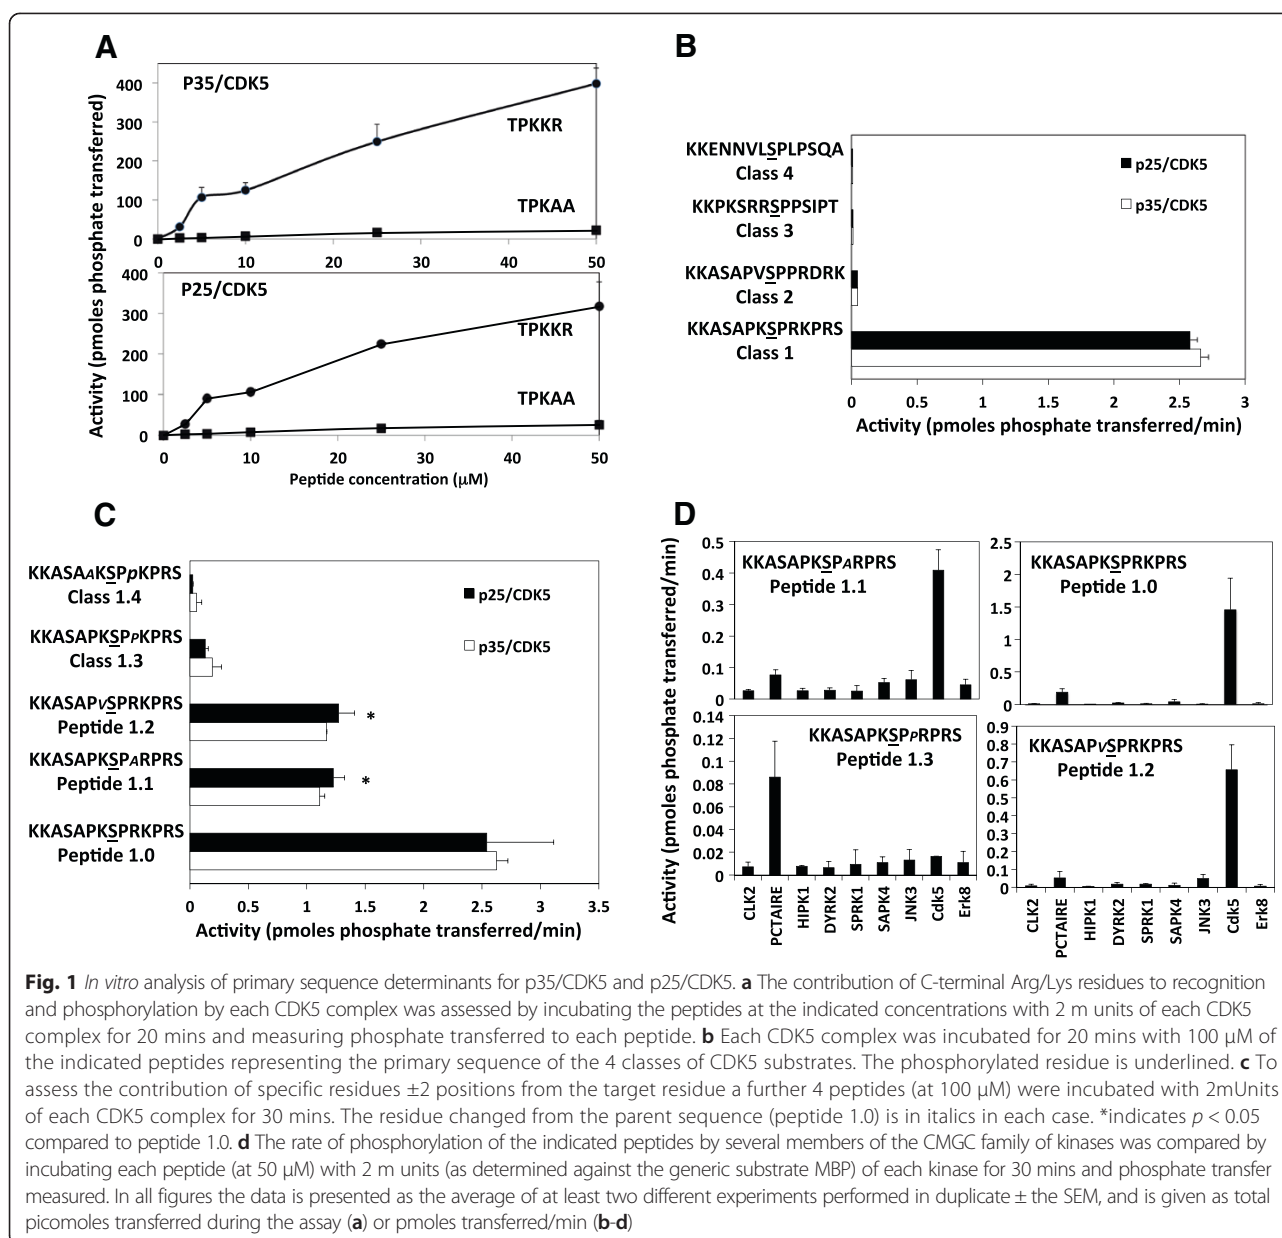 A
Activity (pmoles phosphate transferred)
P35/CDK5
400
300
200
100
0
TPKKR
TPKAA
0 10 20 30 40 50
P25/CDK5
400
300
200
100
0
TPKKR
TPKAA
0 10 20 30 40 50
Peptide concentration (µM)
B
KKENNVLSPLPSQA
Class 4
KKPKSRRSPPSIPT
Class 3
KKASAPVSPPRDRK
Class 2
KKASAPKSPRKPRS
Class 1
p25/CDK5
p35/CDK5
0 0.5 1 1.5 2 2.5 3
Activity (pmoles phosphate transferred/min)
C
KKASAAKSPpKPRS
Class 1.4
KKASAPKSPPKPRS
Class 1.3
KKASAPVSPRKPRS
Peptide 1.2
KKASAPKSPARPRS
Peptide 1.1
KKASAPKSPRKPRS
Peptide 1.0
p25/CDK5
p35/CDK5
*
*
0 0.5 1 1.5 2 2.5 3 3.5
Activity (pmoles phosphate transferred/min)
D
Activity (pmoles phosphate transferred/min)
KKASAPKSPARPRS
Peptide 1.1
0.5
0.4
0.3
0.2
0.1
0
KKASAPKSPRKPRS
Peptide 1.0
2.5
2
1.5
1
0.5
0
KKASAPKSPPRPRS
Peptide 1.3
0.14
0.12
0.1
0.08
0.06
0.04
0.02
0
CLK2 PCTAIRE HIPK1 DYRK2 SPRK1 SAPK4 JNK3 Cdk5 Erk8
KKASAPVSPRKPRS
Peptide 1.2
0.9
0.8
0.7
0.6
0.5
0.4
0.3
0.2
0.1
0
CLK2 PCTAIRE HIPK1 DYRK2 SPRK1 SAPK4 JNK3 Cdk5 Erk8
Fig. 1 In vitro analysis of primary sequence determinants for p35/CDK5 and p25/CDK5. a The contribution of C-terminal Arg/Lys residues to recognition
and phosphorylation by each CDK5 complex was assessed by incubating the peptides at the indicated concentrations with 2 m units of each CDK5
complex for 20 mins and measuring phosphate transferred to each peptide. b Each CDK5 complex was incubated for 20 mins with 100 µM of
the indicated peptides representing the primary sequence of the 4 classes of CDK5 substrates. The phosphorylated residue is underlined. c To
assess the contribution of specific residues ±2 positions from the target residue a further 4 peptides (at 100 µM) were incubated with 2mUnits
of each CDK5 complex for 30 mins. The residue changed from the parent sequence (peptide 1.0) is in italics in each case. *indicates p < 0.05
compared to peptide 1.0. d The rate of phosphorylation of the indicated peptides by several members of the CMGC family of kinases was compared by
incubating each peptide (at 50 µM) with 2 m units (as determined against the generic substrate MBP) of each kinase for 30 mins and phosphate transfer
measured. In all figures the data is presented as the average of at least two different experiments performed in duplicate ± the SEM, and is given as total
picomoles transferred during the assay (a) or pmoles transferred/min (b-d)